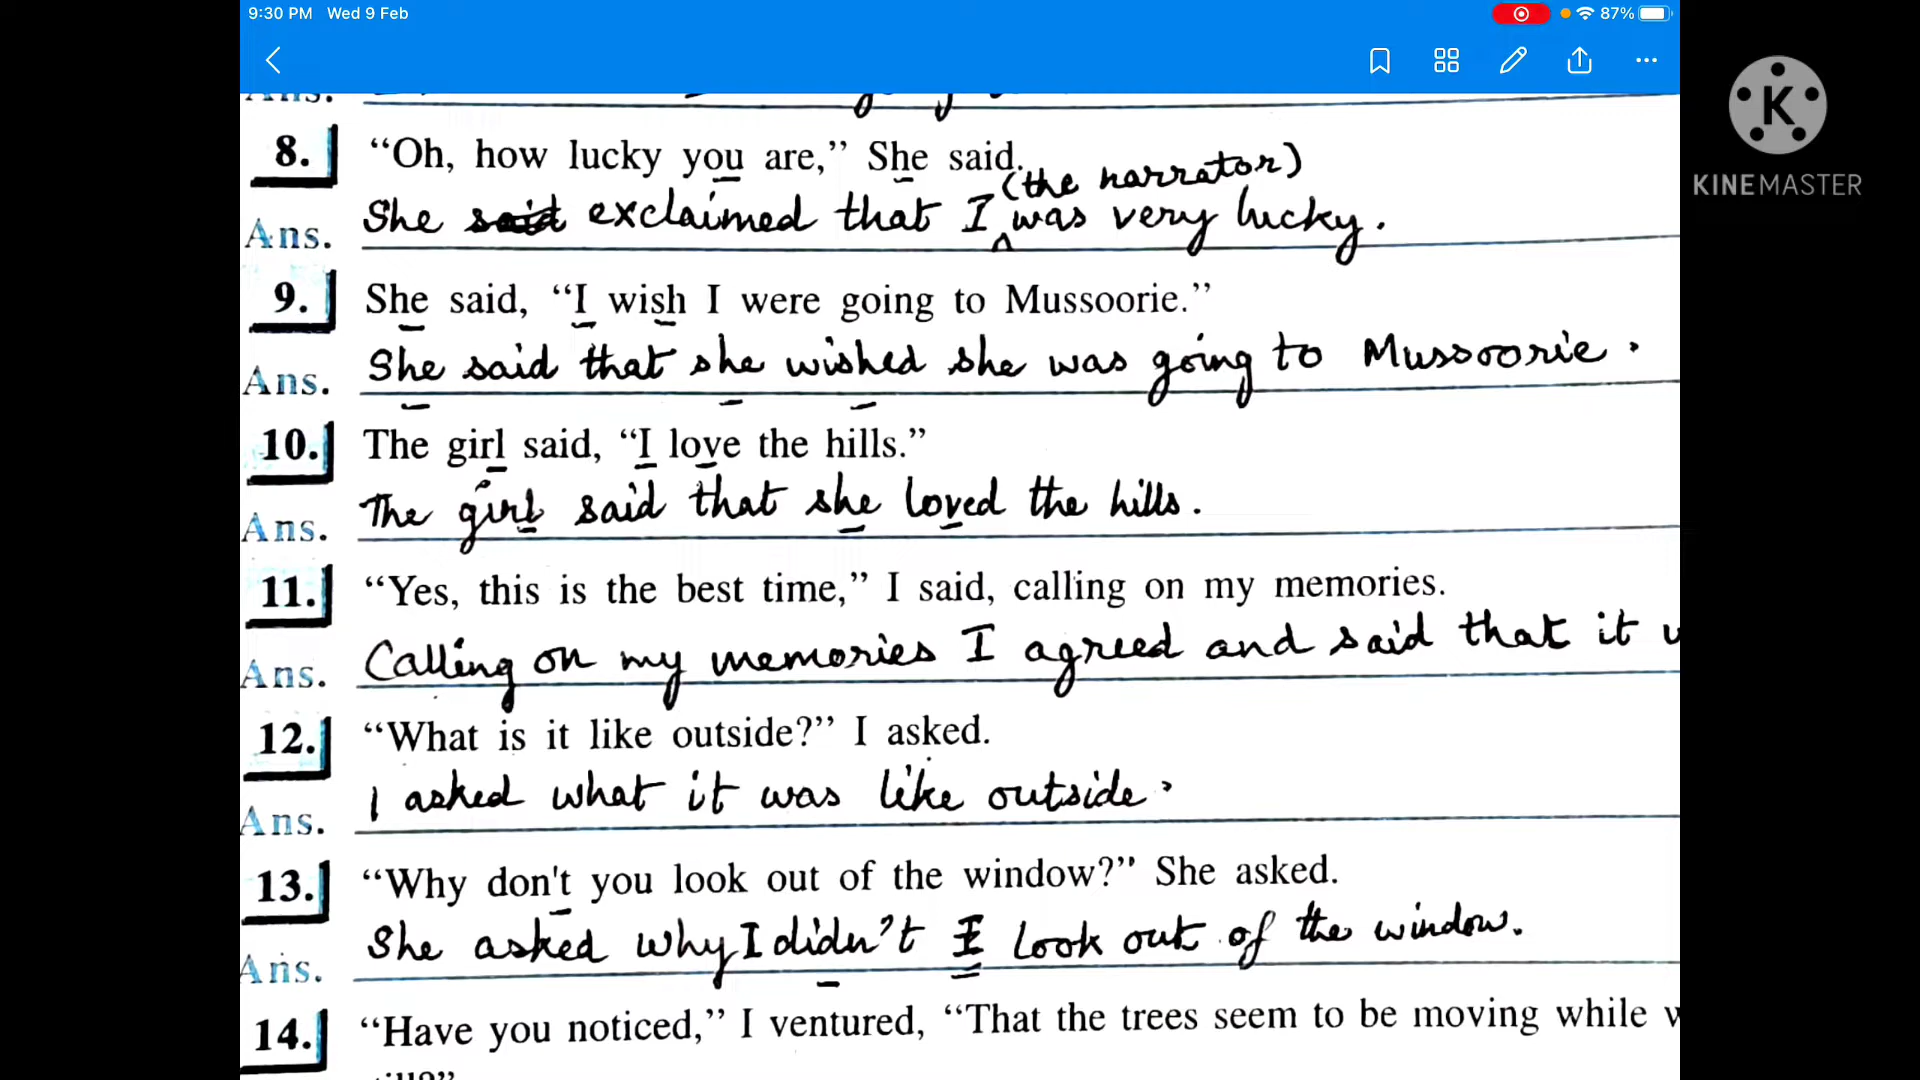 9:30 PM Wed 9 Feb
87%
KINEMASTER
Ans.
8. “Oh, how lucky you are,” She said.
(the narrator)
Ans. She said exclaimed that I was very lucky.
9. She said, “I wish I were going to Mussoorie.”
Ans. She said that she wished she was going to Mussoorie.
10. The girl said, “I love the hills.”
Ans. The girl said that she loved the hills.
11. “Yes, this is the best time,” I said, calling on my memories.
Ans. Calling on my memories I agreed and said that it
12. “What is it like outside?” I asked.
Ans. I asked what it was like outside.
13. “Why don't you look out of the window?” She asked.
Ans. She asked why I didn't I look out of the window.
14. “Have you noticed,” I ventured, “That the trees seem to be moving while